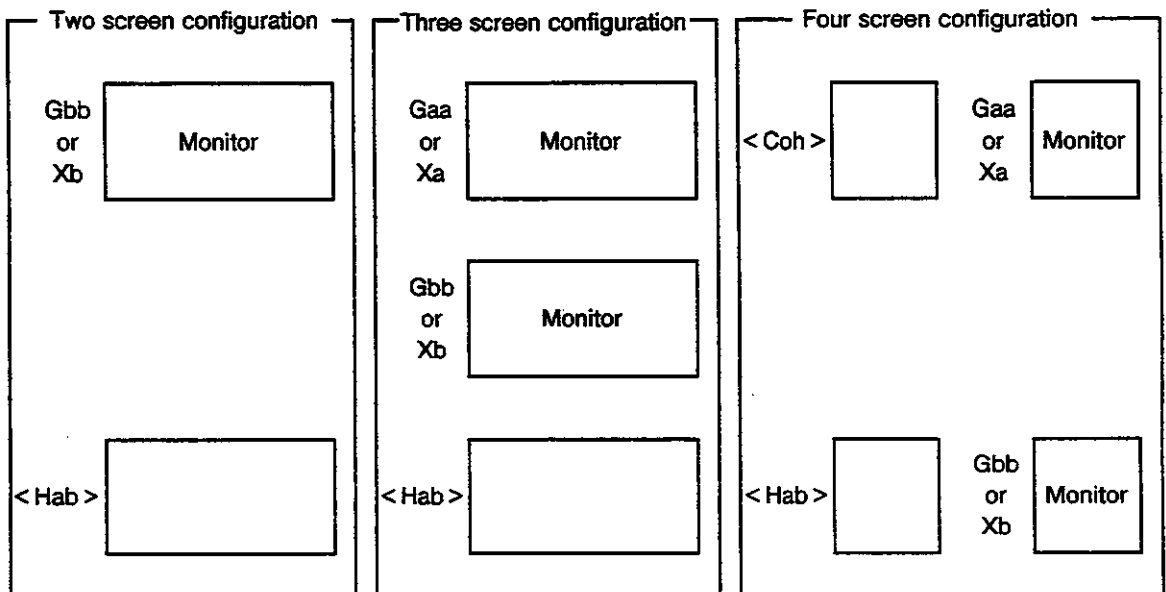 Two screen configuration
Gbb
or
Xb
Monitor
< Hab >
Three screen configuration
Gaa
or
Xa
Monitor
Gbb
or
Xb
Monitor
< Hab >
Four screen configuration
< Coh >
Gaa
or
Xa
Monitor
< Hab >
Gbb
or
Xb
Monitor